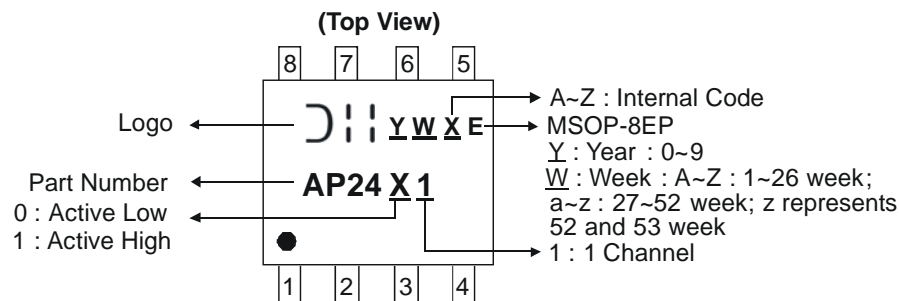 (Top View)
8 7 6 5
Logo
Y W X E
A~Z : Internal Code
MSOP-8EP
Y : Year : 0~9
W : Week : A~Z : 1~26 week;
a~z : 27~52 week; z represents
52 and 53 week
Part Number
AP24 X 1
0 : Active Low
1 : Active High
1 : 1 Channel
1 2 3 4